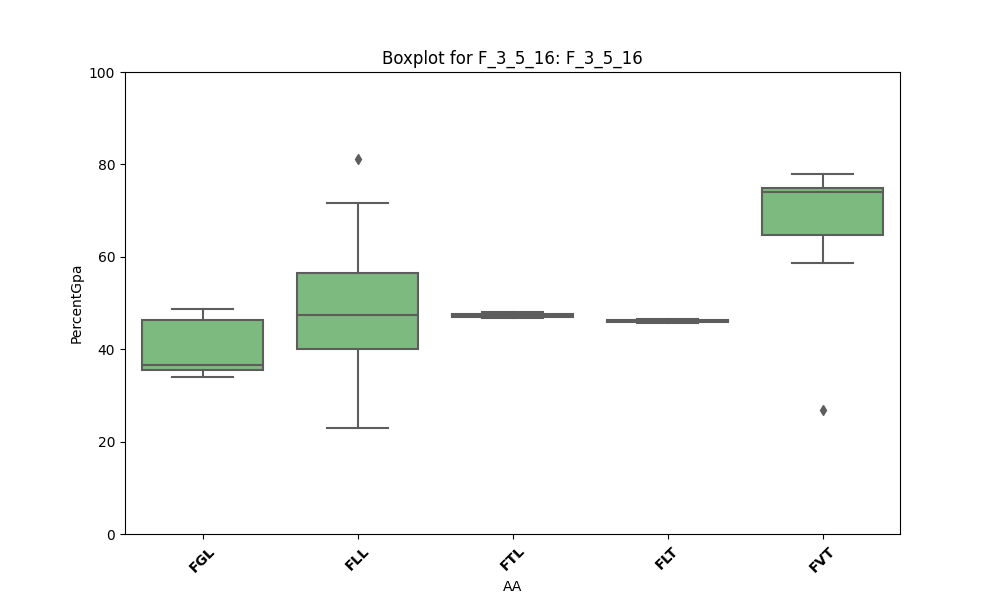 Boxplot for F_3_5_16: F_3_5_16
100
80
60
40
20
0
PercentGpa
FGL
FLL
FTL
FLT
FVT
AA